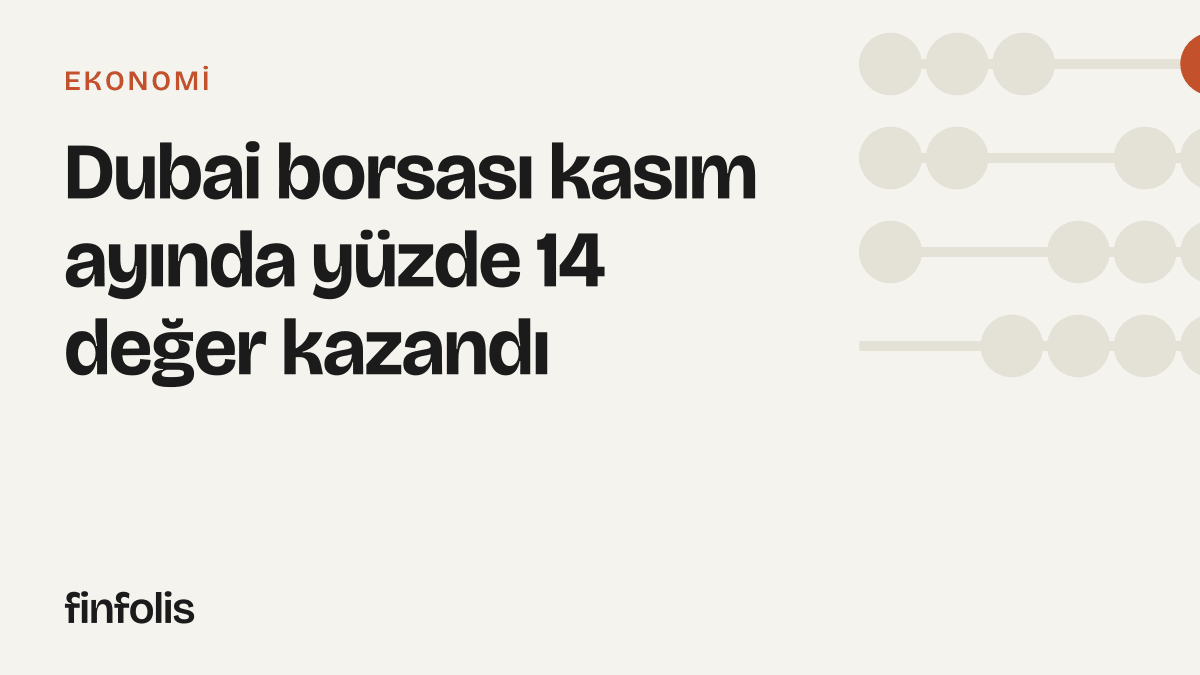 EKONOMİ
Dubai borsası kasım
ayında yüzde 14
değer kazandı
finfolis